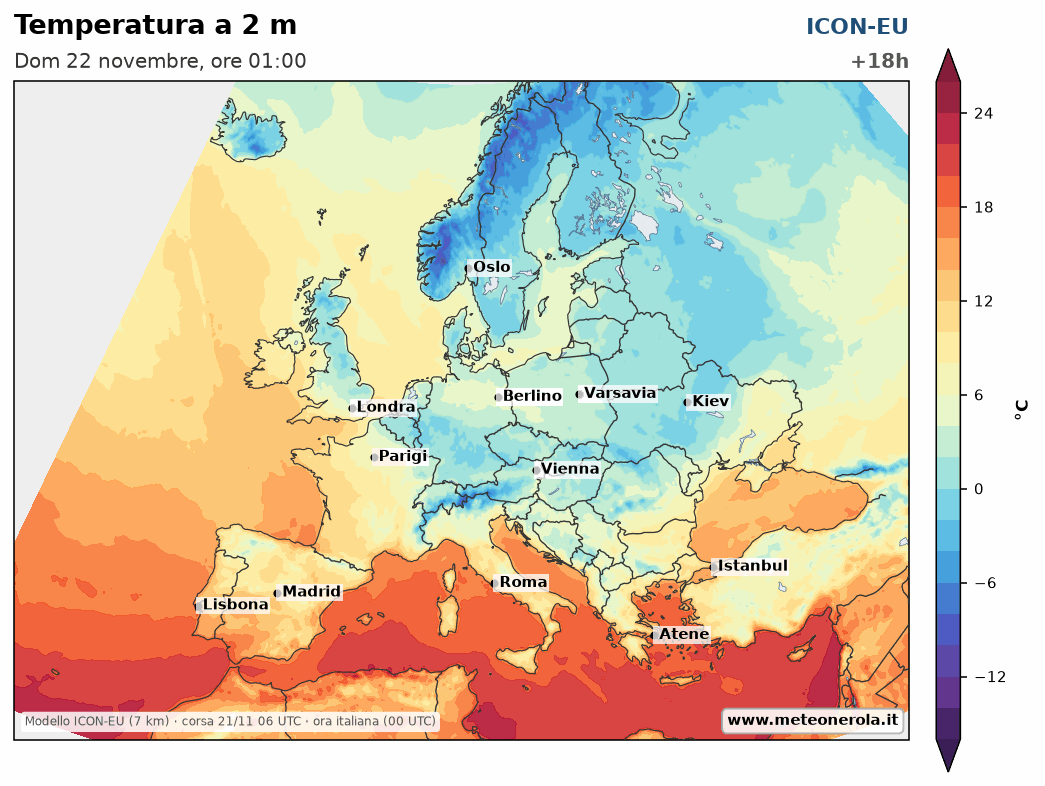 Temperatura a 2 m
ICON-EU
Dom 22 novembre, ore 01:00
+18h
24
18
12
6
0
−6
−12
°C
Oslo
Berlino
Varsavia
Kiev
Londra
Parigi
Vienna
Istanbul
Roma
Madrid
Lisbona
Atene
Modello ICON-EU (7 km) · corsa 21/11 06 UTC · ora italiana (00 UTC)
www.meteonerola.it